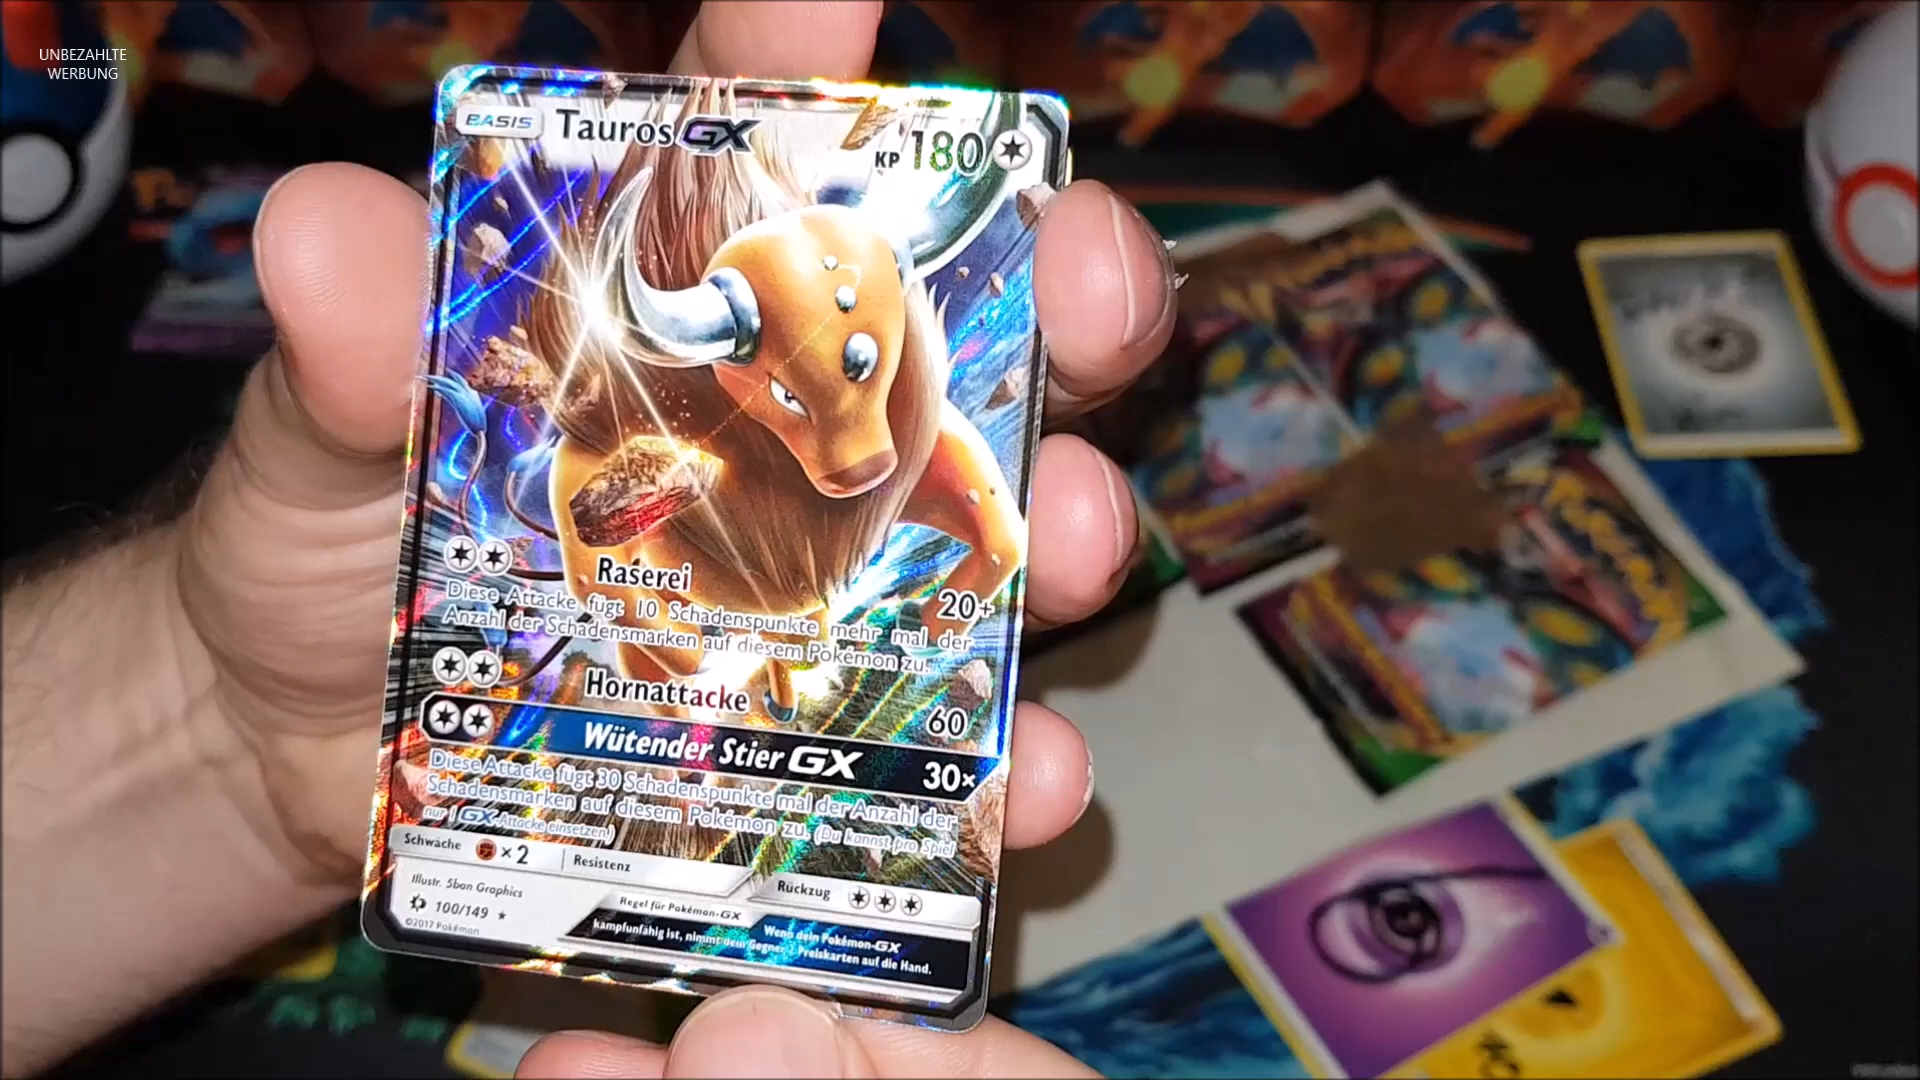 UNBEZAHLTE
WERBUNG
BASIS Tauros GX KP 180
Raserei 20+
Diese Attacke fügt 10 Schadenspunkte mehr mal der
Anzahl der Schadensmarken auf diesem Pokémon zu.
Hornattacke 60
Wütender Stier GX 30×
Diese Attacke fügt 30 Schadenspunkte mal der Anzahl der
Schadensmarken auf diesem Pokémon zu. (Du kannst pro Spiel
nur 1 GX-Attacke einsetzen.)
Schwäche ×2 Resistenz Rückzug
Illustr. 5ban Graphics
100/149
©2017 Pokémon
Regel für Pokémon-GX Wenn dein Pokémon-GX
kampfunfähig ist, nimmt dein Gegner 2 Preiskarten auf die Hand.